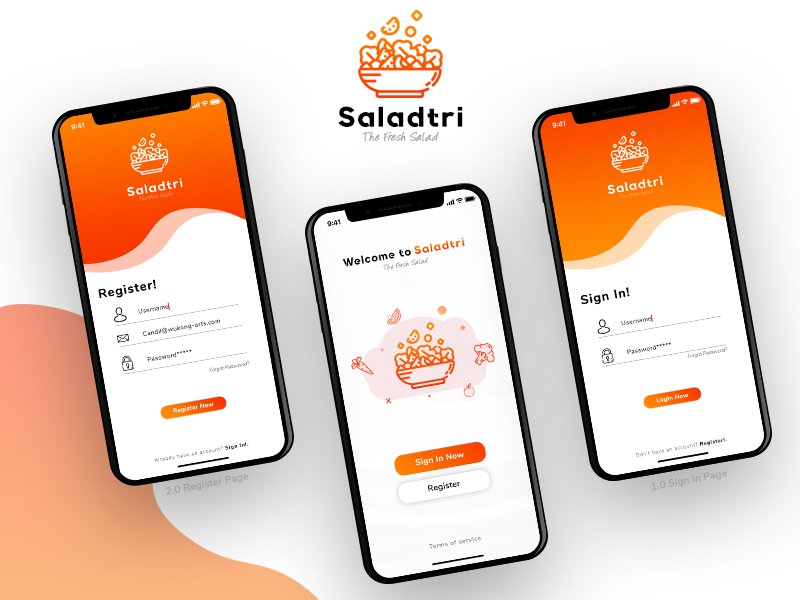 Saladtri
The Fresh Salad
9:41
Saladtri
The Fresh Salad
Register!
Username
Candil@wukong-arts.com
Password*****
Forgot Password?
Register Now
Already have an account? Sign In!.
2.0 Register Page
9:41
Welcome to Saladtri
The Fresh Salad
Sign In Now
Register
Terms of service
9:41
Saladtri
The Fresh Salad
Sign In!
Username
Password*****
Forgot Password?
Login Now
Don't have an account? Register!.
1.0 Sign In Page